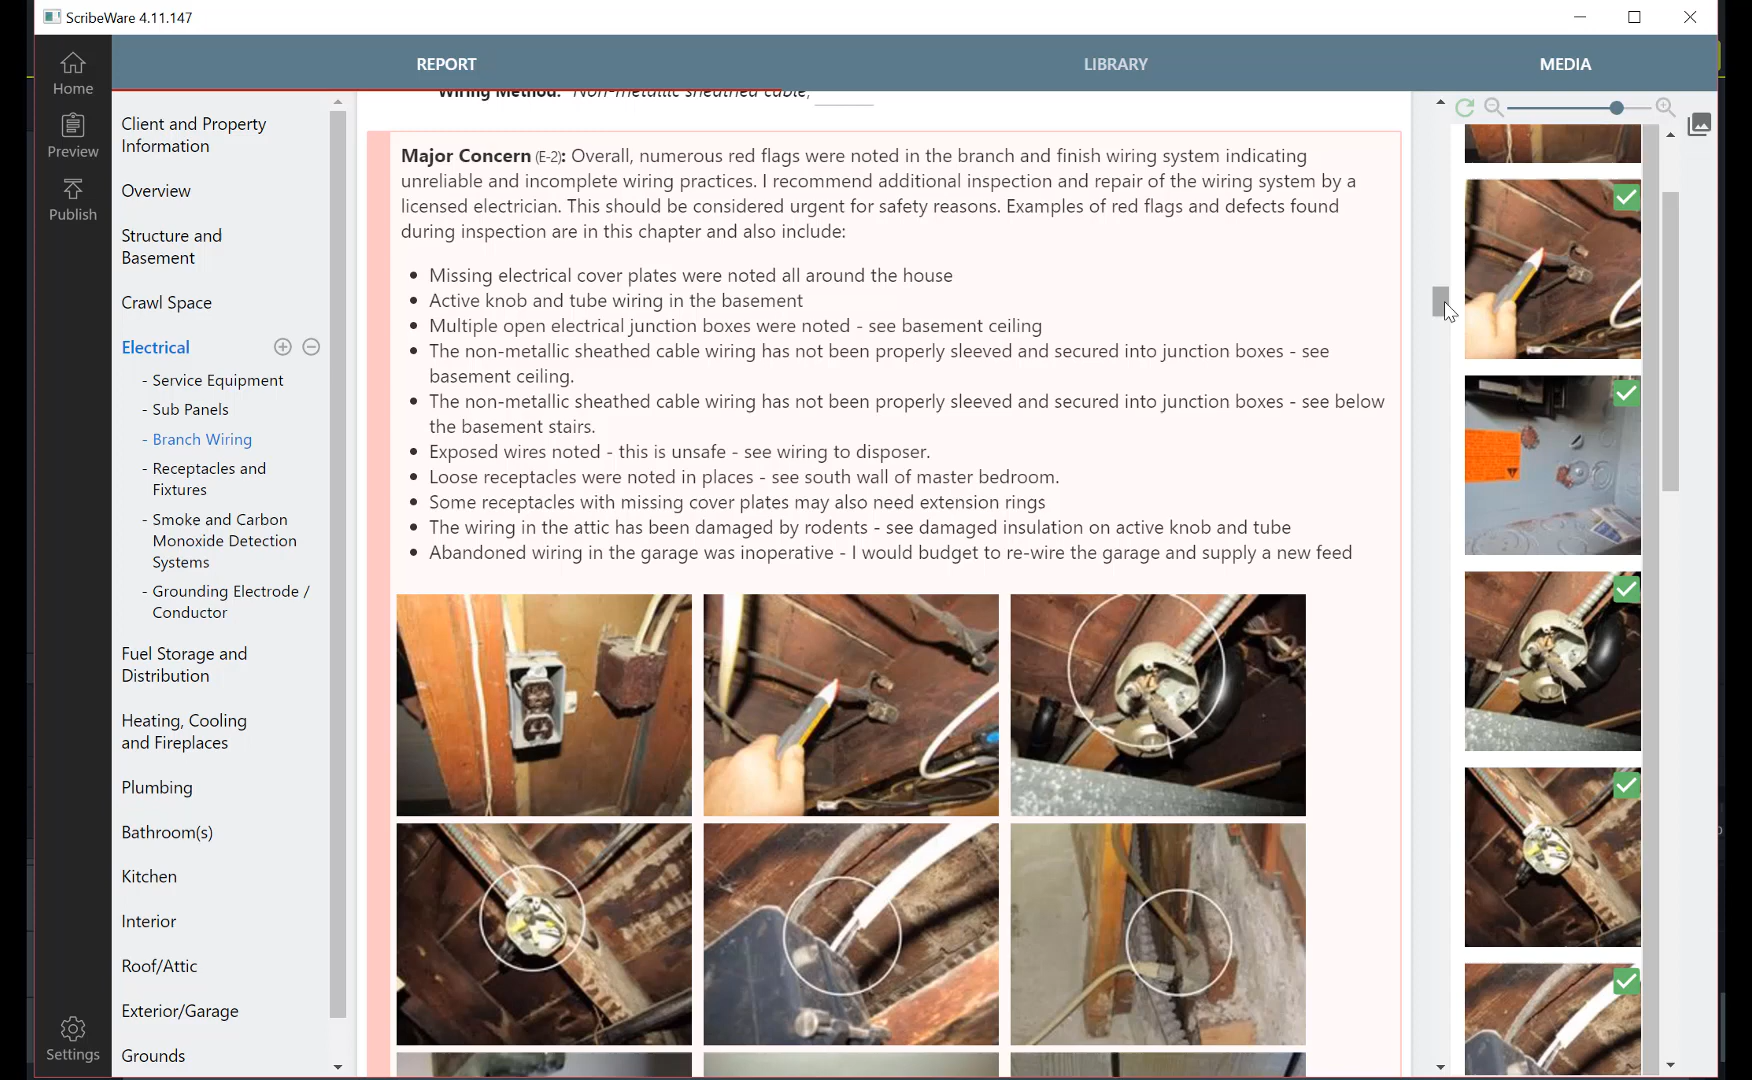 ScribeWare 4.11.147
REPORT
LIBRARY
MEDIA
Home
Preview
Publish
Settings
Client and Property
Information
Overview
Structure and
Basement
Crawl Space
Electrical
- Service Equipment
- Sub Panels
- Branch Wiring
- Receptacles and
Fixtures
- Smoke and Carbon
Monoxide Detection
Systems
- Grounding Electrode /
Conductor
Fuel Storage and
Distribution
Heating, Cooling
and Fireplaces
Plumbing
Bathroom(s)
Kitchen
Interior
Roof/Attic
Exterior/Garage
Grounds
Wiring Method: Non-metallic sheathed cable,
Major Concern (E-2): Overall, numerous red flags were noted in the branch and finish wiring system indicating
unreliable and incomplete wiring practices. I recommend additional inspection and repair of the wiring system by a
licensed electrician. This should be considered urgent for safety reasons. Examples of red flags and defects found
during inspection are in this chapter and also include:
• Missing electrical cover plates were noted all around the house
• Active knob and tube wiring in the basement
• Multiple open electrical junction boxes were noted - see basement ceiling
• The non-metallic sheathed cable wiring has not been properly sleeved and secured into junction boxes - see
basement ceiling.
• The non-metallic sheathed cable wiring has not been properly sleeved and secured into junction boxes - see below
the basement stairs.
• Exposed wires noted - this is unsafe - see wiring to disposer.
• Loose receptacles were noted in places - see south wall of master bedroom.
• Some receptacles with missing cover plates may also need extension rings
• The wiring in the attic has been damaged by rodents - see damaged insulation on active knob and tube
• Abandoned wiring in the garage was inoperative - I would budget to re-wire the garage and supply a new feed